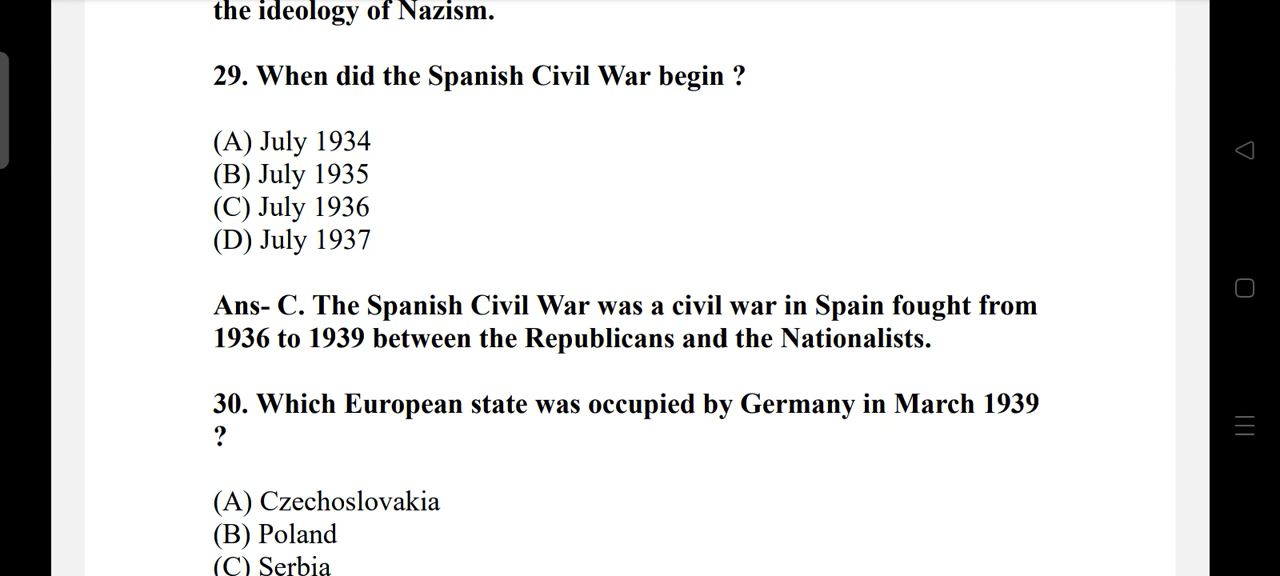 the ideology of Nazism.
29. When did the Spanish Civil War begin ?
(A) July 1934
(B) July 1935
(C) July 1936
(D) July 1937
Ans- C. The Spanish Civil War was a civil war in Spain fought from
1936 to 1939 between the Republicans and the Nationalists.
30. Which European state was occupied by Germany in March 1939
?
(A) Czechoslovakia
(B) Poland
(C) Serbia